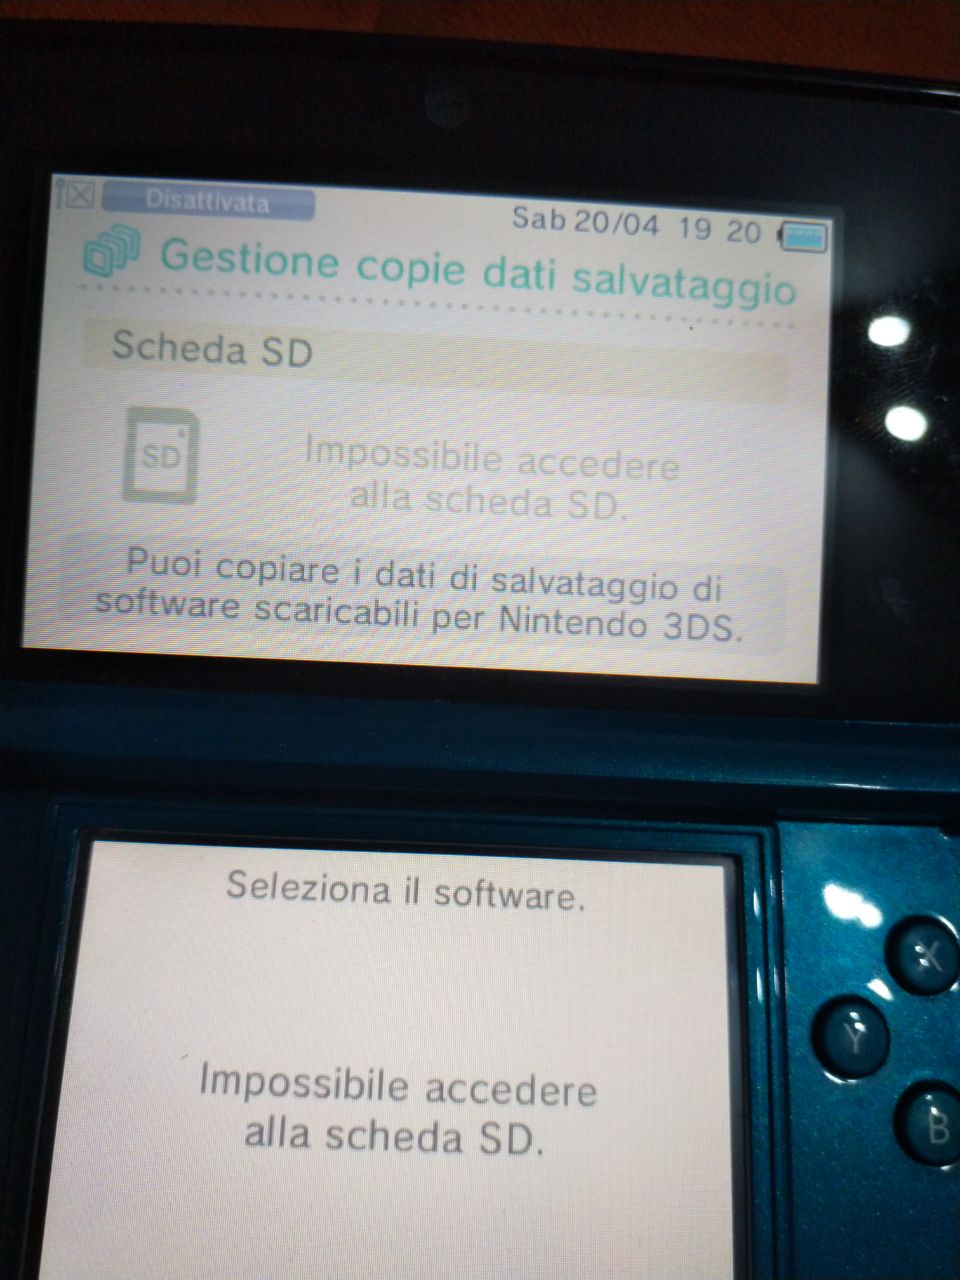 Disattivata
Sab 20/04 19 20
Gestione copie dati salvataggio
Scheda SD
SD
Impossibile accedere
alla scheda SD.
Puoi copiare i dati di salvataggio di
software scaricabili per Nintendo 3DS.
Seleziona il software.
Impossibile accedere
alla scheda SD.
X
Y
B